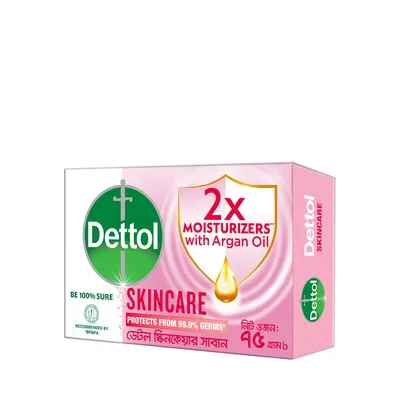 Dettol
BE 100% SURE
RECOMMENDED BY
*BPMPA
2x
MOISTURIZERS**
with Argan Oil
SKINCARE
PROTECTS FROM 99.9% GERMS*
ডেটল স্কিনকেয়ার সাবান
নিট ওজন:
৭৫ গ্রাম b
Dettol
SKINCARE